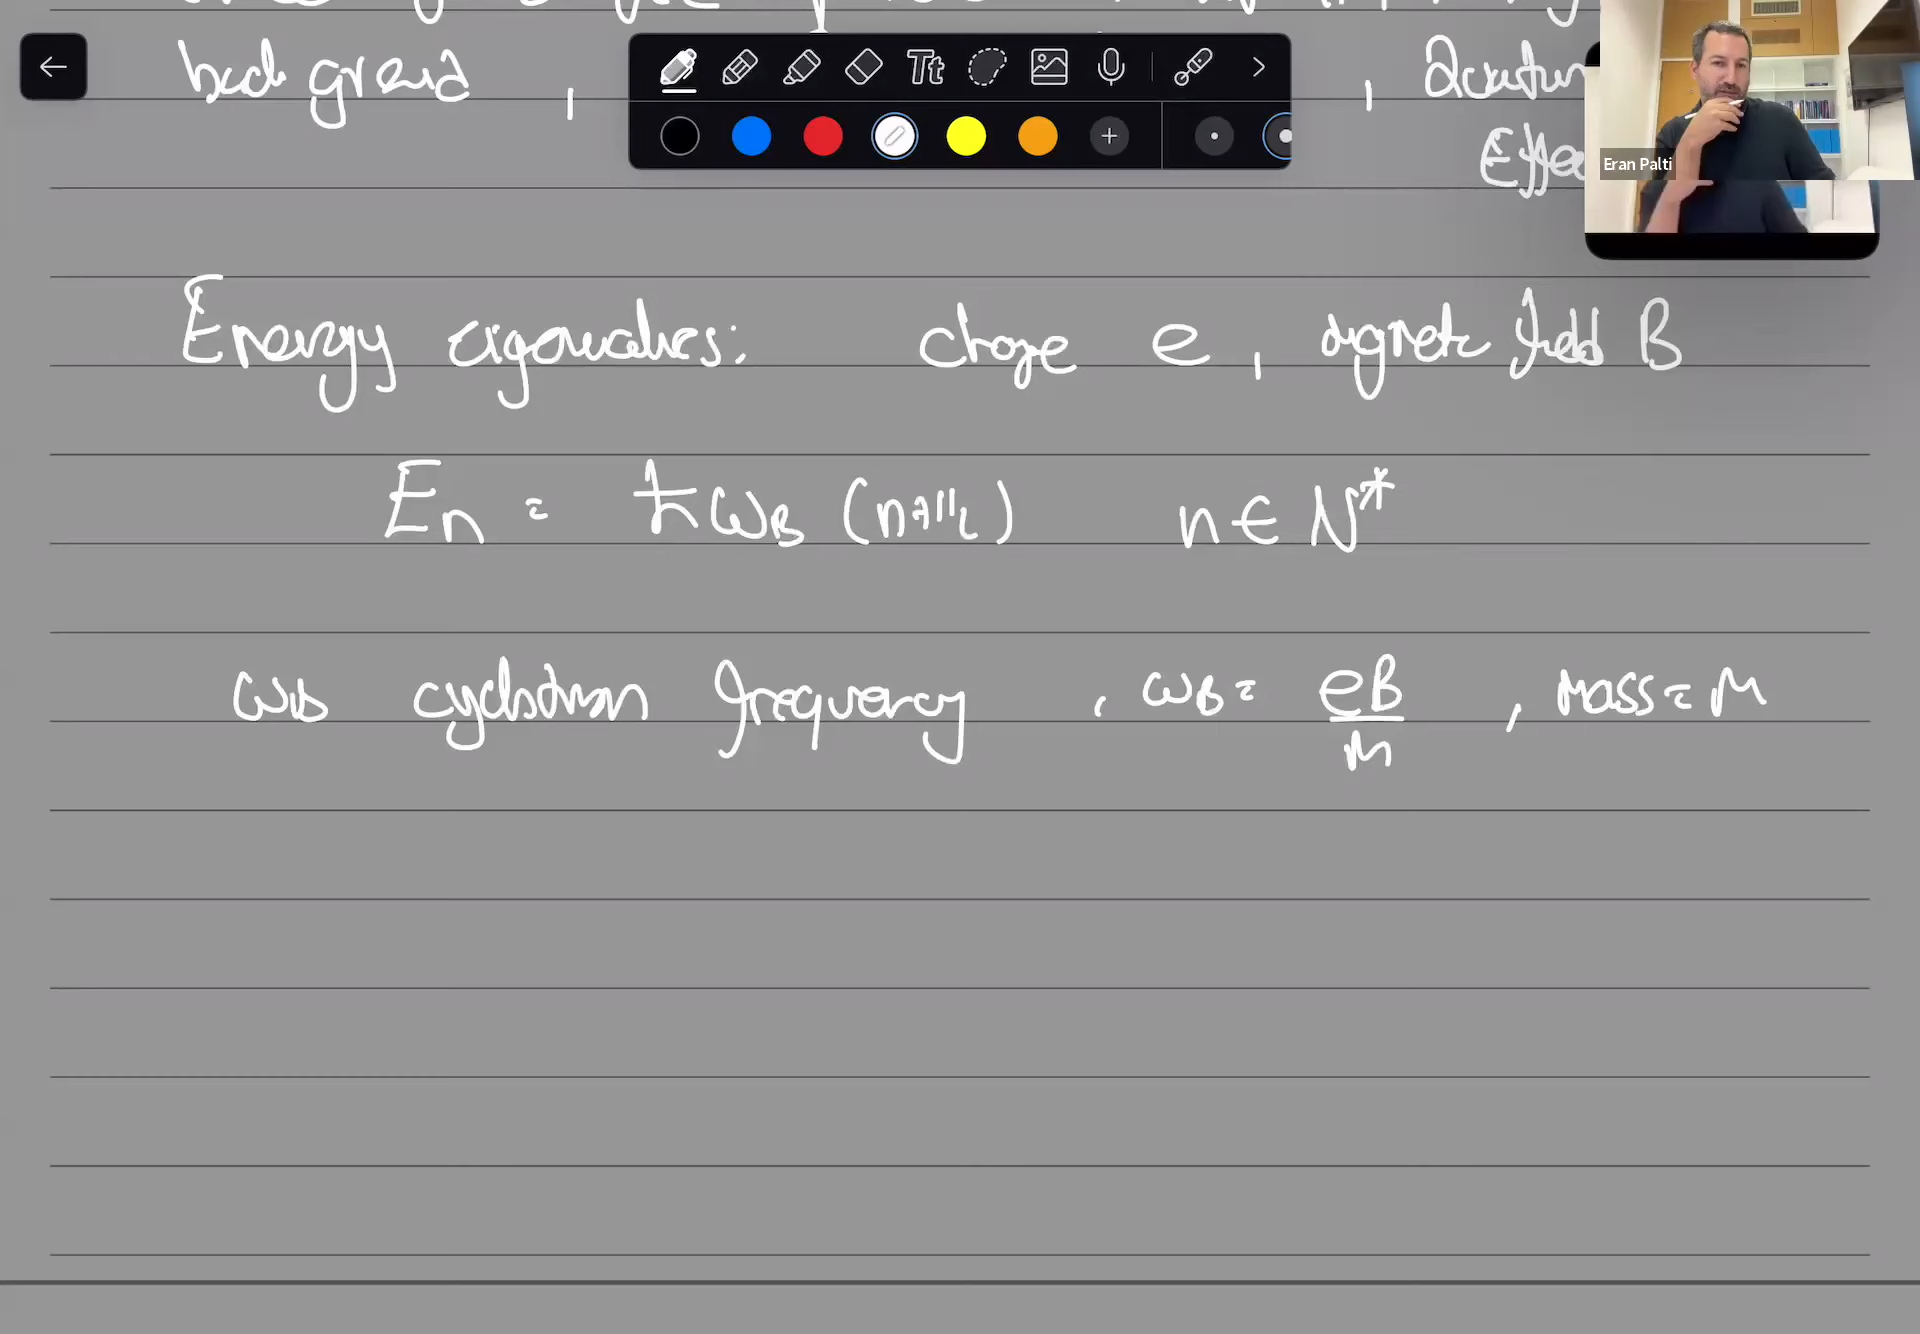 back ground , , Quantum
Tt
Effec
Eran Palti
Energy eigenvalues: charge e , magnetic field B
En = ħωB (n+1/2) n ∈ N*
ωB cyclotron frequency , ωB = eB/M , mass = M